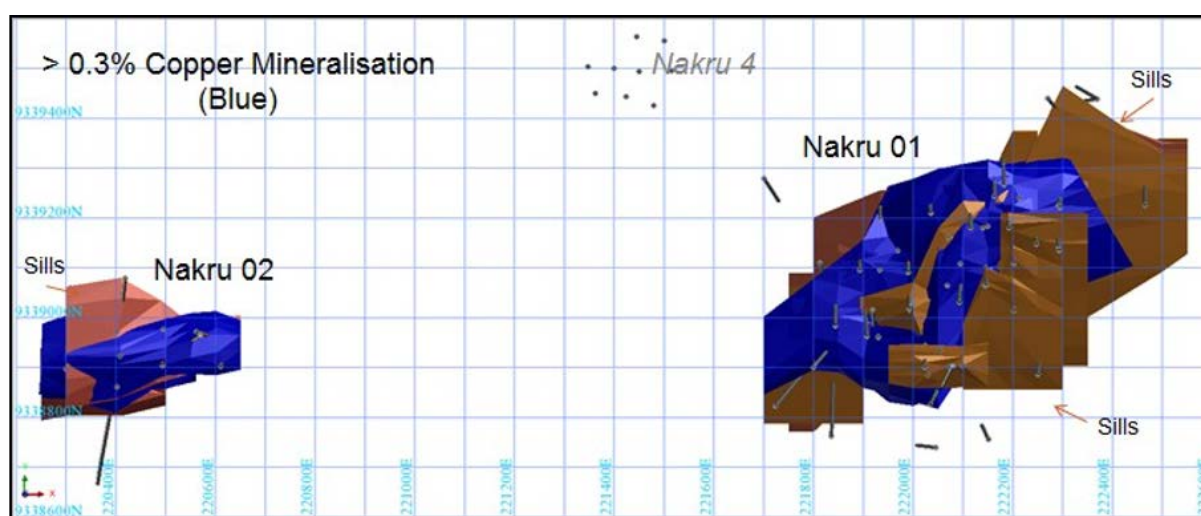 > 0.3% Copper Mineralisation
(Blue)
Nakru 4
Sills
9339400N
Nakru 01
9339200N
Sills
Nakru 02
9339000N
9338800N
Sills
Y
X
9338600N
220400E
220600E
220800E
221000E
221200E
221400E
221600E
221800E
222000E
222200E
222400E